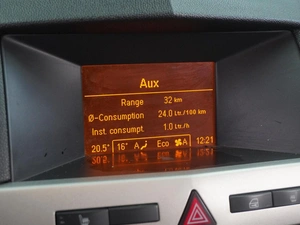 Aux
Range 32 km
Ø-Consumption 24.0 Ltr/100 km
Inst. consumpt 1.0 Ltr/h
20.5° 16° A Eco A 12:21